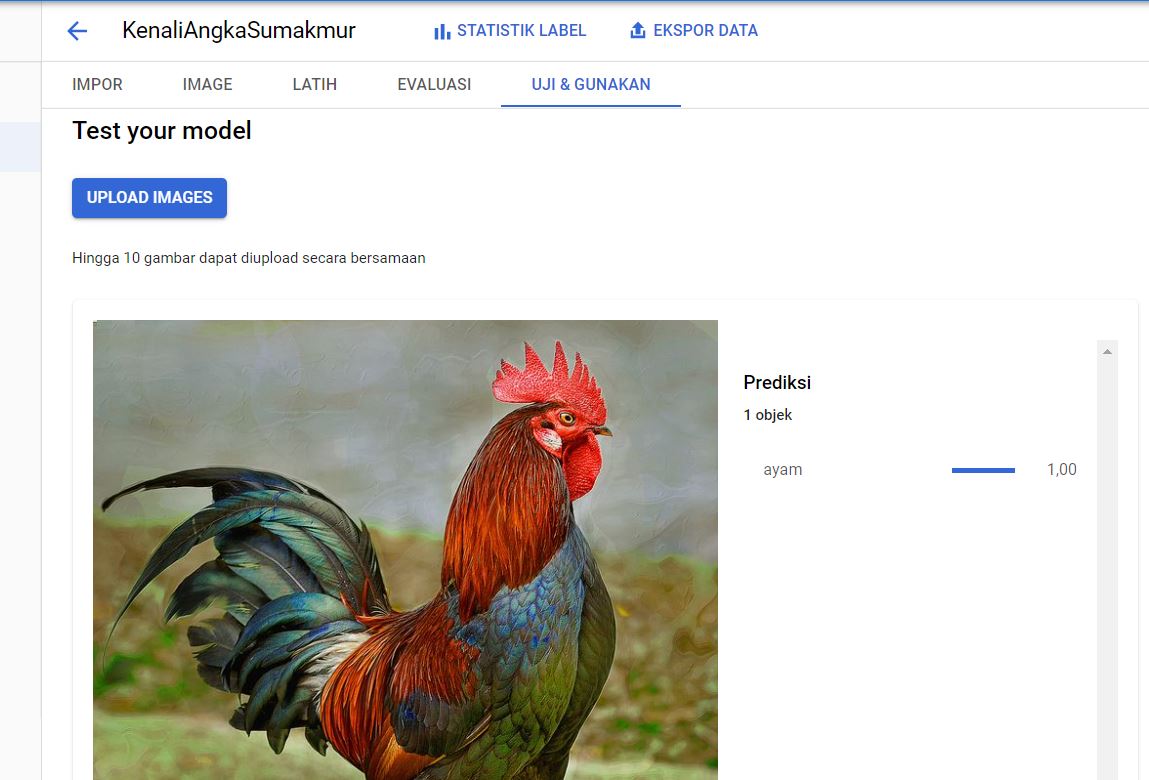 KenaliAngkaSumakmur
STATISTIK LABEL
EKSPOR DATA
IMPOR
IMAGE
LATIH
EVALUASI
UJI & GUNAKAN
Test your model
UPLOAD IMAGES
Hingga 10 gambar dapat diupload secara bersamaan
Prediksi
1 objek
ayam
1,00